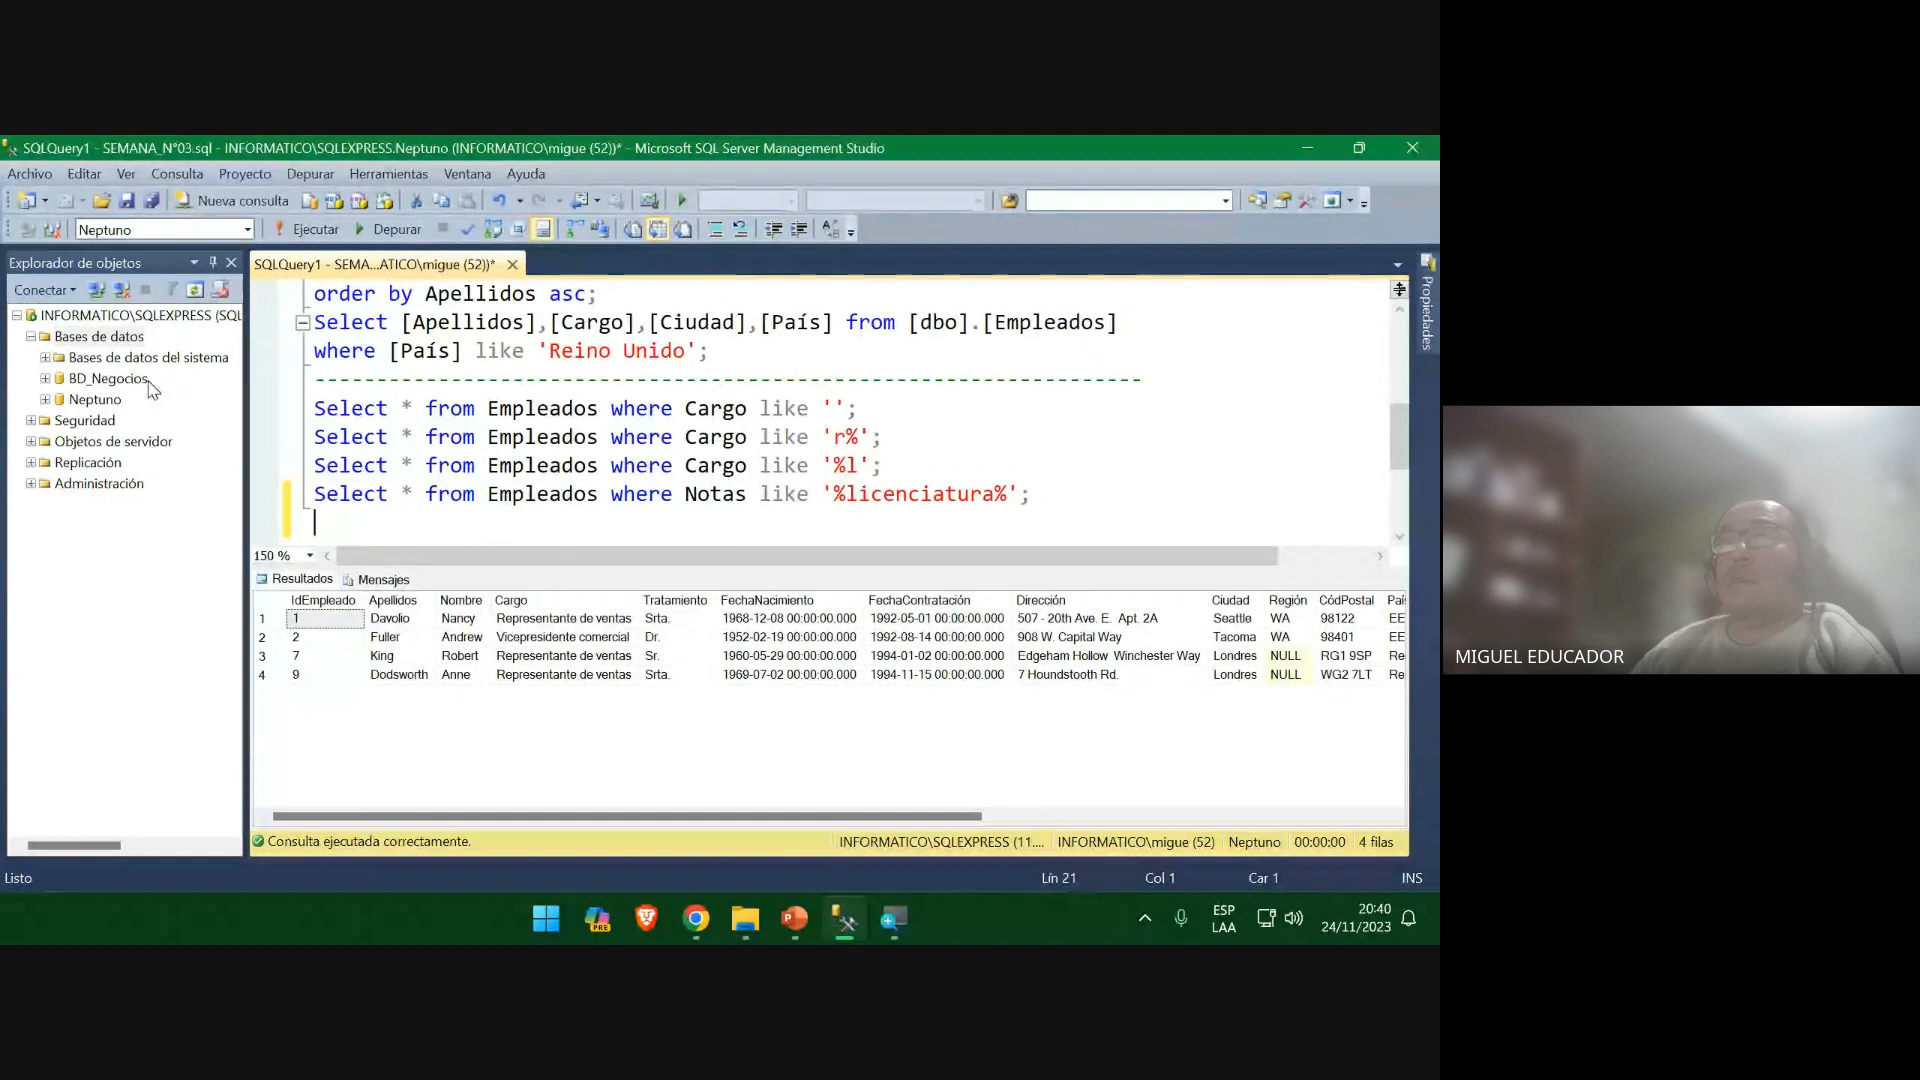 SQLQuery1 - SEMANA_N°03.sql - INFORMATICO\SQLEXPRESS.Neptuno (INFORMATICO\migue (52))* - Microsoft SQL Server Management Studio
Archivo Editar Ver Consulta Proyecto Depurar Herramientas Ventana Ayuda
Nueva consulta
Neptuno Ejecutar Depurar
Explorador de objetos
Conectar
INFORMATICO\SQLEXPRESS (SQL
Bases de datos
Bases de datos del sistema
BD_Negocios
Neptuno
Seguridad
Objetos de servidor
Replicación
Administración
SQLQuery1 - SEMA...ATICO\migue (52))*
order by Apellidos asc;
Select [Apellidos],[Cargo],[Ciudad],[País] from [dbo].[Empleados]
where [País] like 'Reino Unido';
--------------------------------------------------------------------
Select * from Empleados where Cargo like '';
Select * from Empleados where Cargo like 'r%';
Select * from Empleados where Cargo like '%l';
Select * from Empleados where Notas like '%licenciatura%';
150 %
Resultados Mensajes
IdEmpleado Apellidos Nombre Cargo Tratamiento FechaNacimiento FechaContratación Dirección Ciudad Región CódPostal Paí
1 1 Davolio Nancy Representante de ventas Srta. 1968-12-08 00:00:00.000 1992-05-01 00:00:00.000 507 - 20th Ave. E. Apt. 2A Seattle WA 98122 EE
2 2 Fuller Andrew Vicepresidente comercial Dr. 1952-02-19 00:00:00.000 1992-08-14 00:00:00.000 908 W. Capital Way Tacoma WA 98401 EE
3 7 King Robert Representante de ventas Sr. 1960-05-29 00:00:00.000 1994-01-02 00:00:00.000 Edgeham Hollow Winchester Way Londres NULL RG1 9SP Re
4 9 Dodsworth Anne Representante de ventas Srta. 1969-07-02 00:00:00.000 1994-11-15 00:00:00.000 7 Houndstooth Rd. Londres NULL WG2 7LT Re
Consulta ejecutada correctamente. INFORMATICO\SQLEXPRESS (11.... INFORMATICO\migue (52) Neptuno 00:00:00 4 filas
Propiedades
Listo Lín 21 Col 1 Car 1 INS
PRE
ESP
LAA
20:40
24/11/2023
MIGUEL EDUCADOR